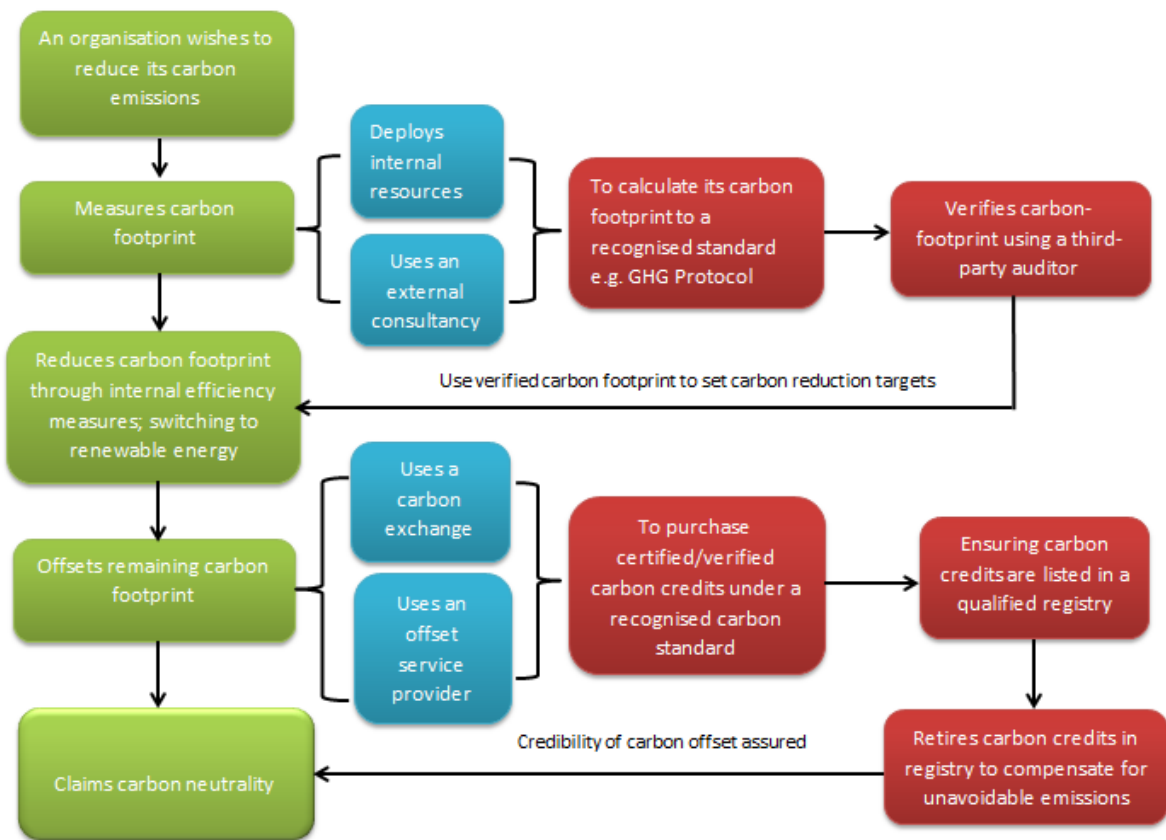 An organisation wishes to
reduce its carbon
emissions
Measures carbon
footprint
Deploys
internal
resources
Uses an
external
consultancy
To calculate its carbon
footprint to a
recognised standard
e.g. GHG Protocol
Verifies carbon-
footprint using a third-
party auditor
Use verified carbon footprint to set carbon reduction targets
Reduces carbon footprint
through internal efficiency
measures; switching to
renewable energy
Offsets remaining carbon
footprint
Uses a
carbon
exchange
Uses an
offset
service
provider
To purchase
certified/verified
carbon credits under a
recognised carbon
standard
Ensuring carbon
credits are listed in a
qualified registry
Retires carbon credits in
registry to compensate for
unavoidable emissions
Credibility of carbon offset assured
Claims carbon neutrality